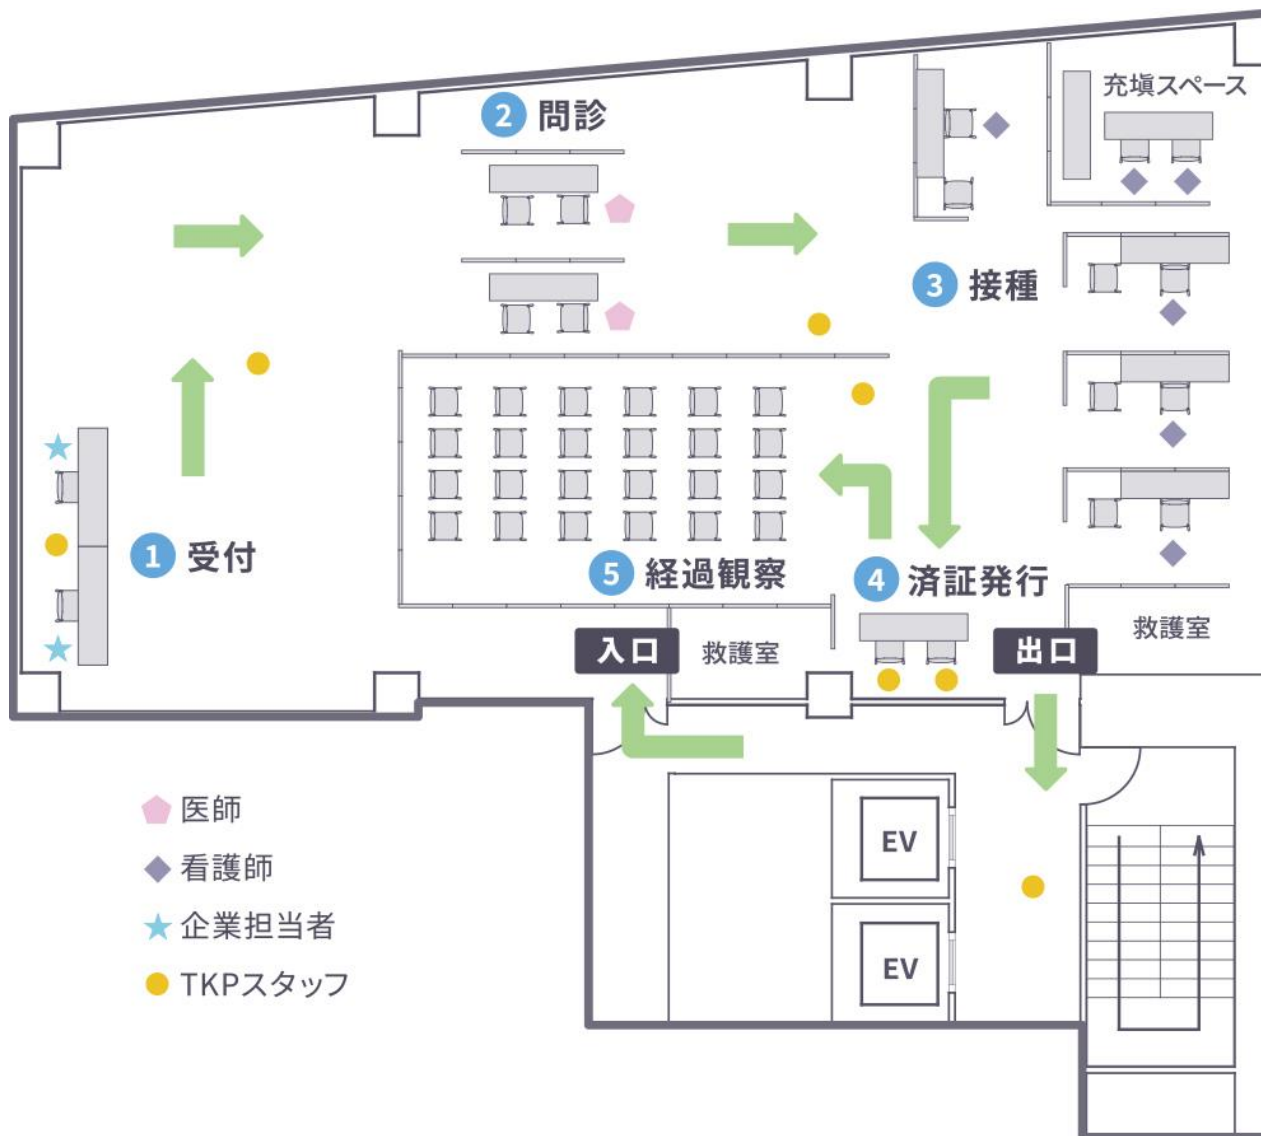 充塡スペース
2 問診
3 接種
1 受付
5 経過観察
4 済証発行
入口
救護室
出口
救護室
EV
EV
医師
看護師
企業担当者
TKPスタッフ